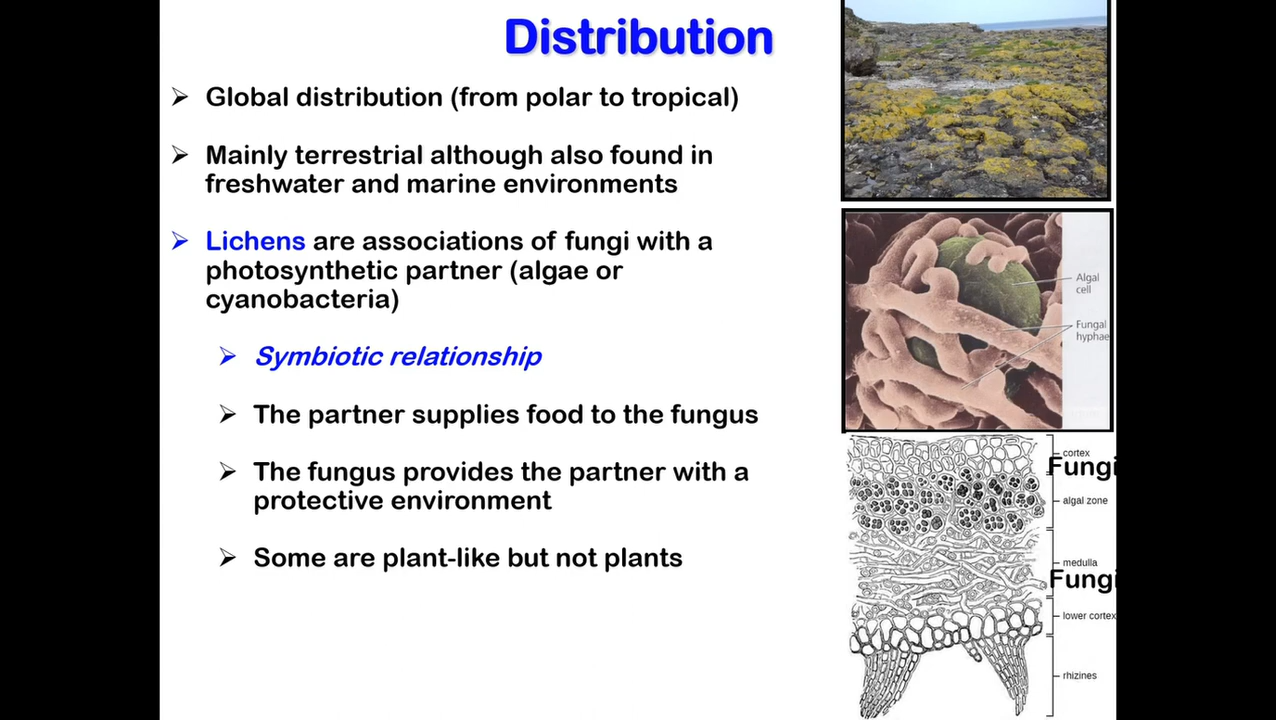 Distribution
Global distribution (from polar to tropical)
Mainly terrestrial although also found in
freshwater and marine environments
Lichens are associations of fungi with a
photosynthetic partner (algae or
cyanobacteria)
Symbiotic relationship
The partner supplies food to the fungus
The fungus provides the partner with a
protective environment
Some are plant-like but not plants
Algal
cell
Fungal
hyphae
cortex
Fungi
algal zone
medulla
Fungi
lower cortex
rhizines